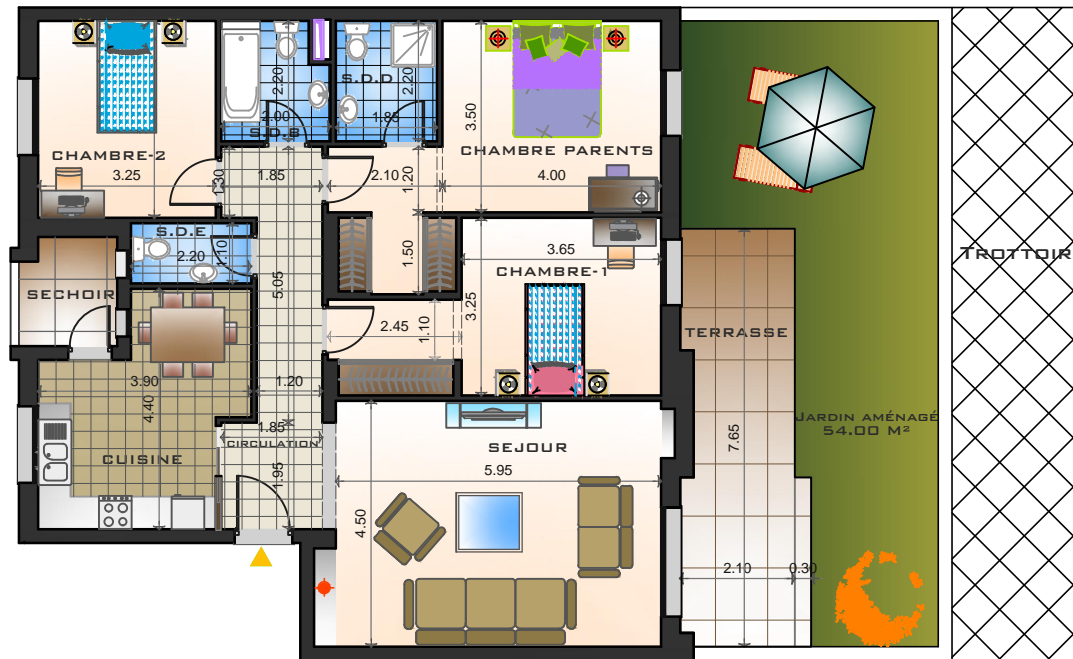 2.20
2.00
S.D.B
S.D.D
2.20
1.85
3.50
CHAMBRE PARENTS
4.00
CHAMBRE-2
3.25
1.30
1.85
2.10
1.20
S.D.E
2.20
1.10
5.05
1.50
3.65
CHAMBRE-1
3.25
SECHOIR
2.45
1.10
TERRASSE
TROTTOIR
3.90
4.40
1.20
1.85
CIRCULATION
CUISINE
1.95
SEJOUR
5.95
4.50
7.65
JARDIN AMÉNAGÉ
54.00 M²
2.10
0.30